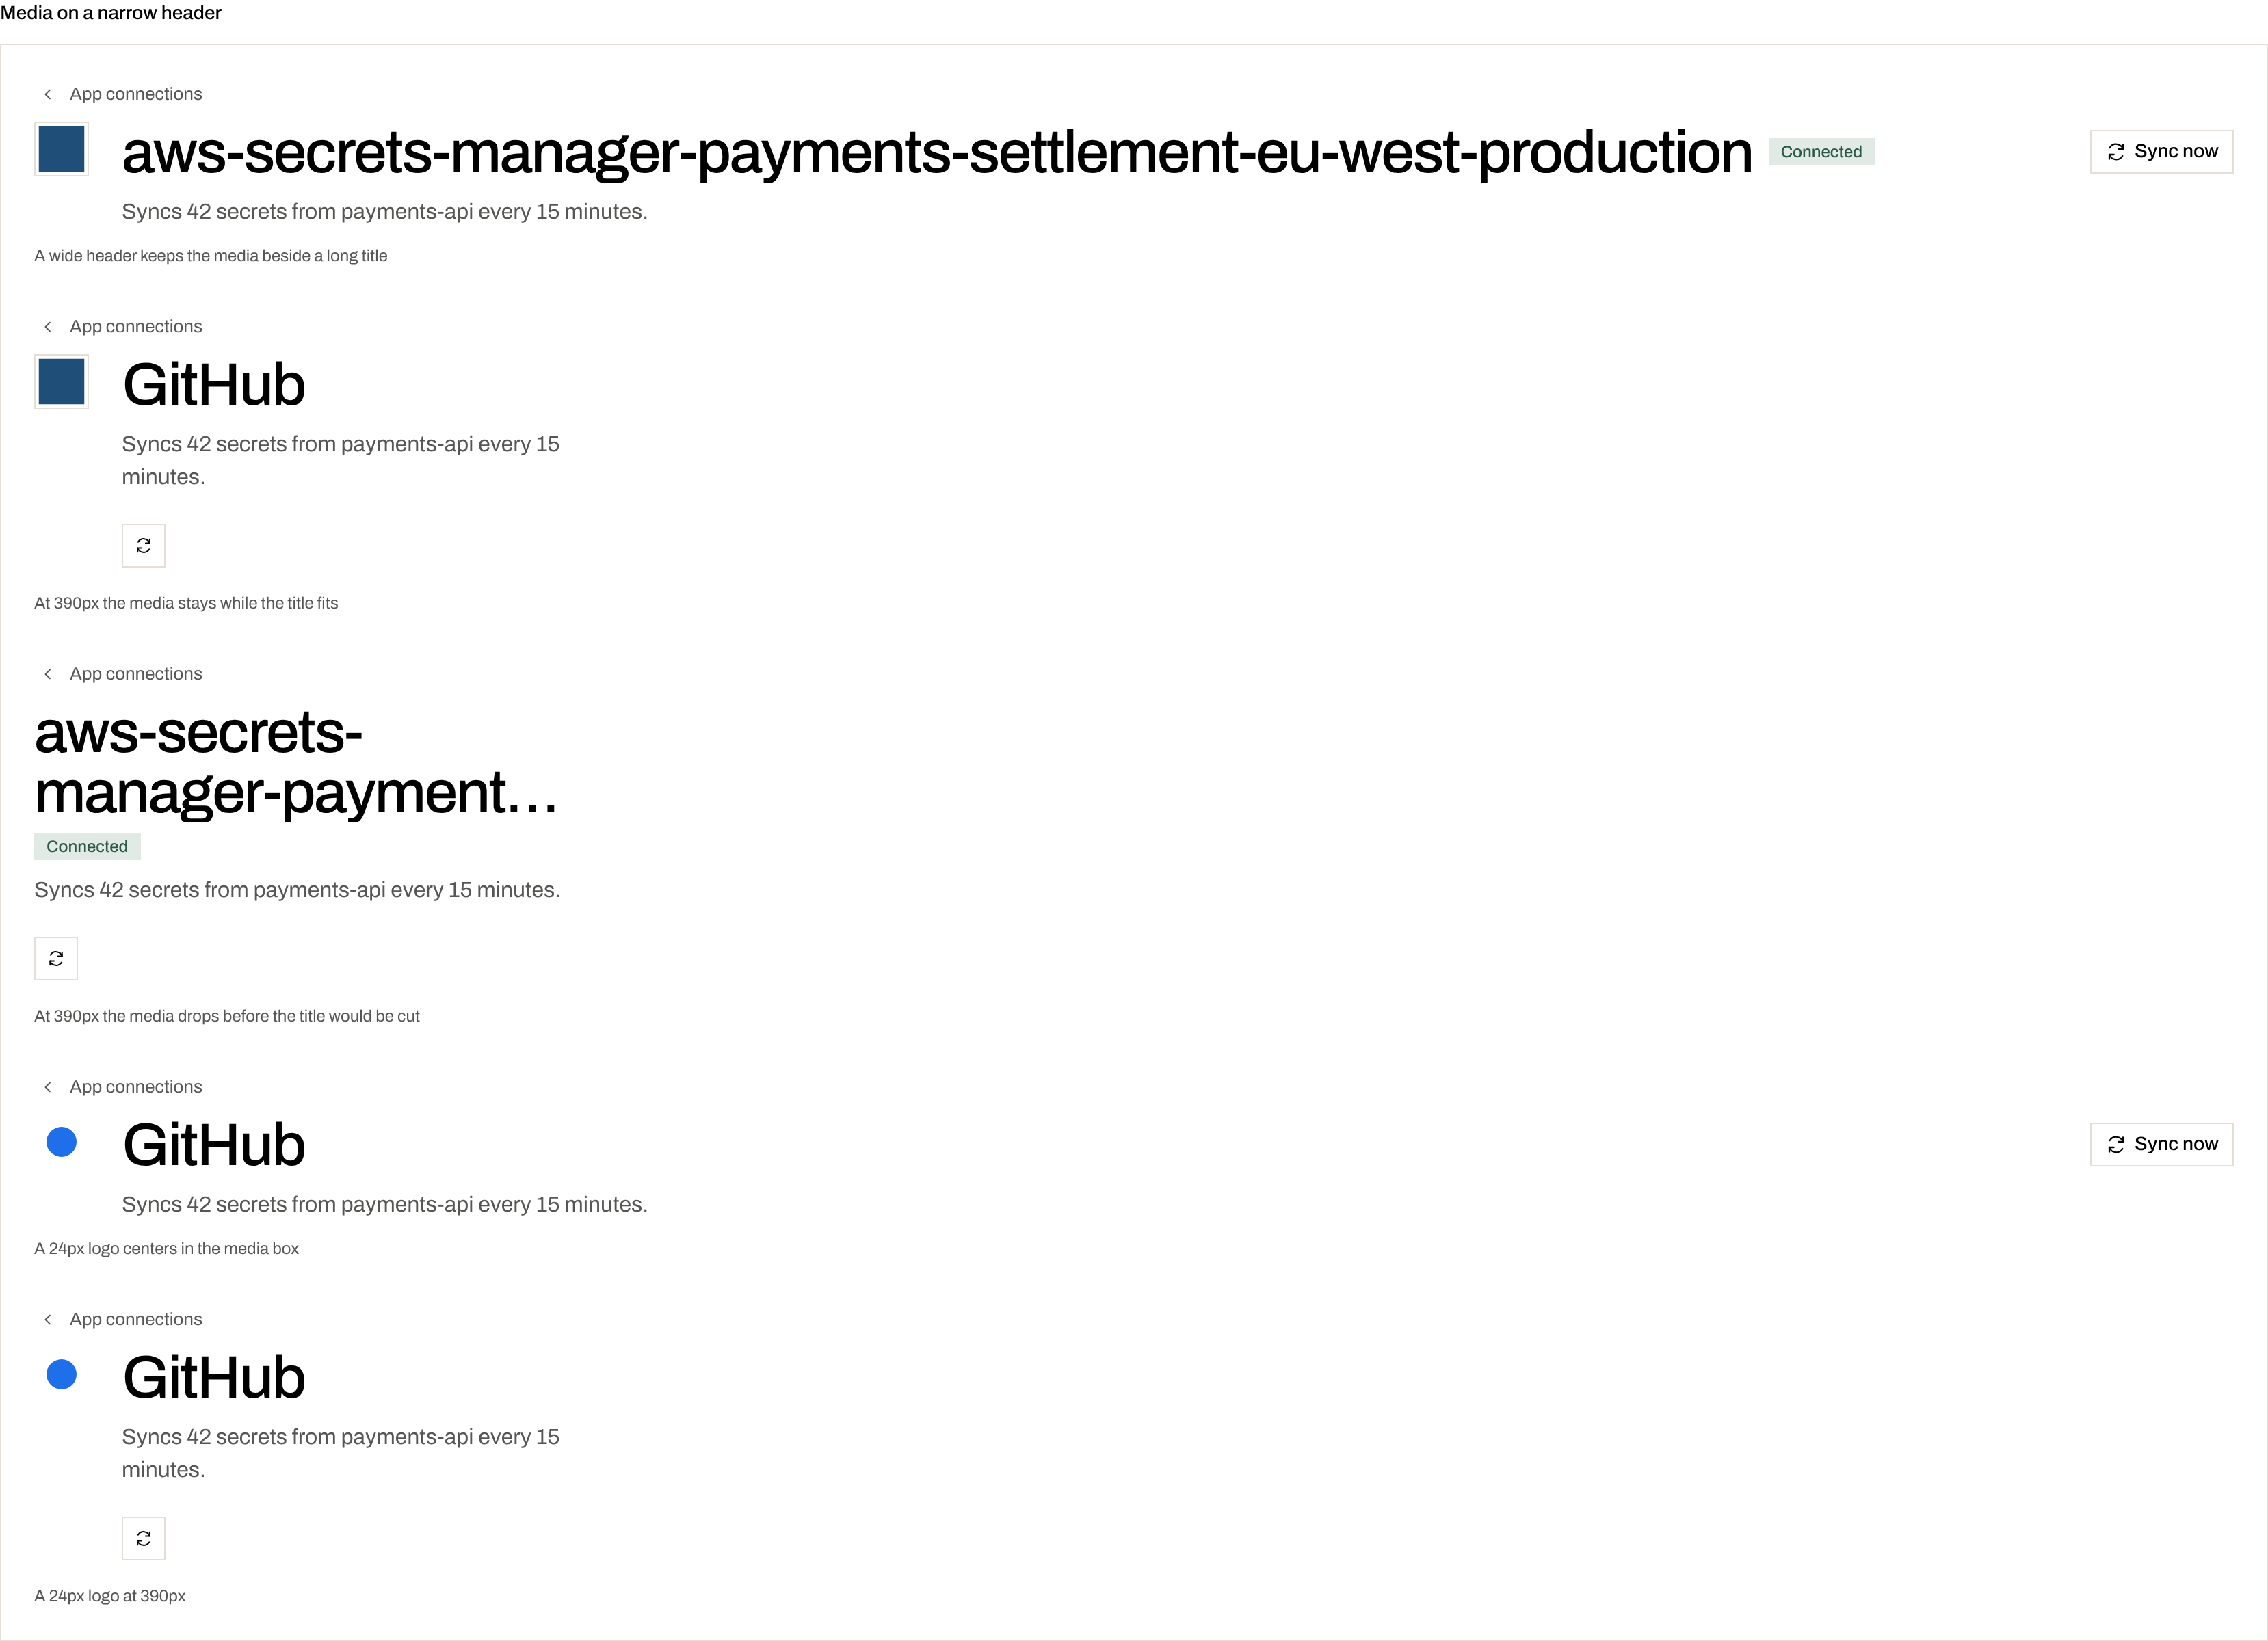 Media on a narrow header
App connections
aws-secrets-manager-payments-settlement-eu-west-production Connected Sync now
Syncs 42 secrets from payments-api every 15 minutes.
A wide header keeps the media beside a long title
App connections
GitHub
Syncs 42 secrets from payments-api every 15
minutes.
At 390px the media stays while the title fits
App connections
aws-secrets-
manager-payment…
Connected
Syncs 42 secrets from payments-api every 15 minutes.
At 390px the media drops before the title would be cut
App connections
GitHub Sync now
Syncs 42 secrets from payments-api every 15 minutes.
A 24px logo centers in the media box
App connections
GitHub
Syncs 42 secrets from payments-api every 15
minutes.
A 24px logo at 390px